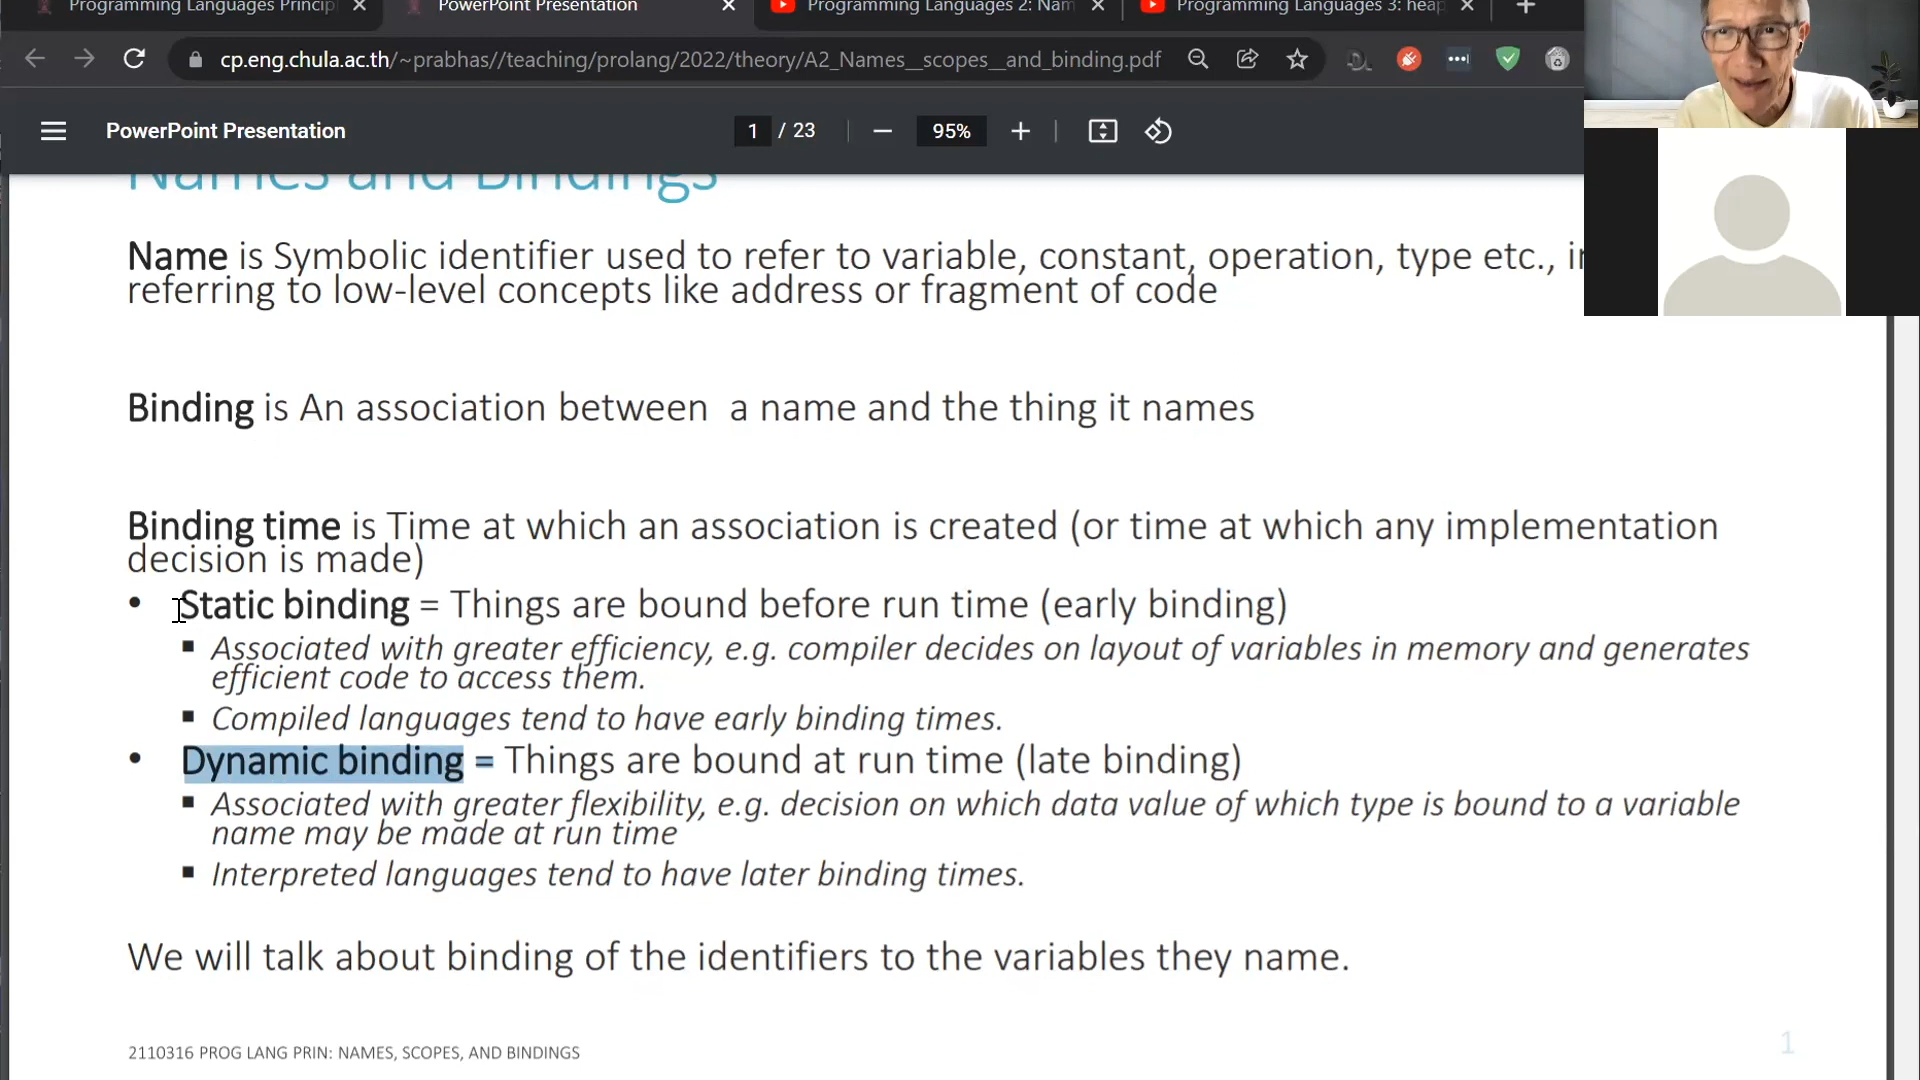 Programming Languages Princip
PowerPoint Presentation
Programming Languages 2: Nam
Programming Languages 3: heap
cp.eng.chula.ac.th/~prabhas//teaching/prolang/2022/theory/A2_Names__scopes__and_binding.pdf
PowerPoint Presentation
1 / 23
95%
Names and Bindings
Name is Symbolic identifier used to refer to variable, constant, operation, type etc.,
referring to low-level concepts like address or fragment of code
Binding is An association between a name and the thing it names
Binding time is Time at which an association is created (or time at which any implementation
decision is made)
• Static binding = Things are bound before run time (early binding)
▪ Associated with greater efficiency, e.g. compiler decides on layout of variables in memory and generates
efficient code to access them.
▪ Compiled languages tend to have early binding times.
• Dynamic binding = Things are bound at run time (late binding)
▪ Associated with greater flexibility, e.g. decision on which data value of which type is bound to a variable
name may be made at run time
▪ Interpreted languages tend to have later binding times.
We will talk about binding of the identifiers to the variables they name.
2110316 PROG LANG PRIN: NAMES, SCOPES, AND BINDINGS
1